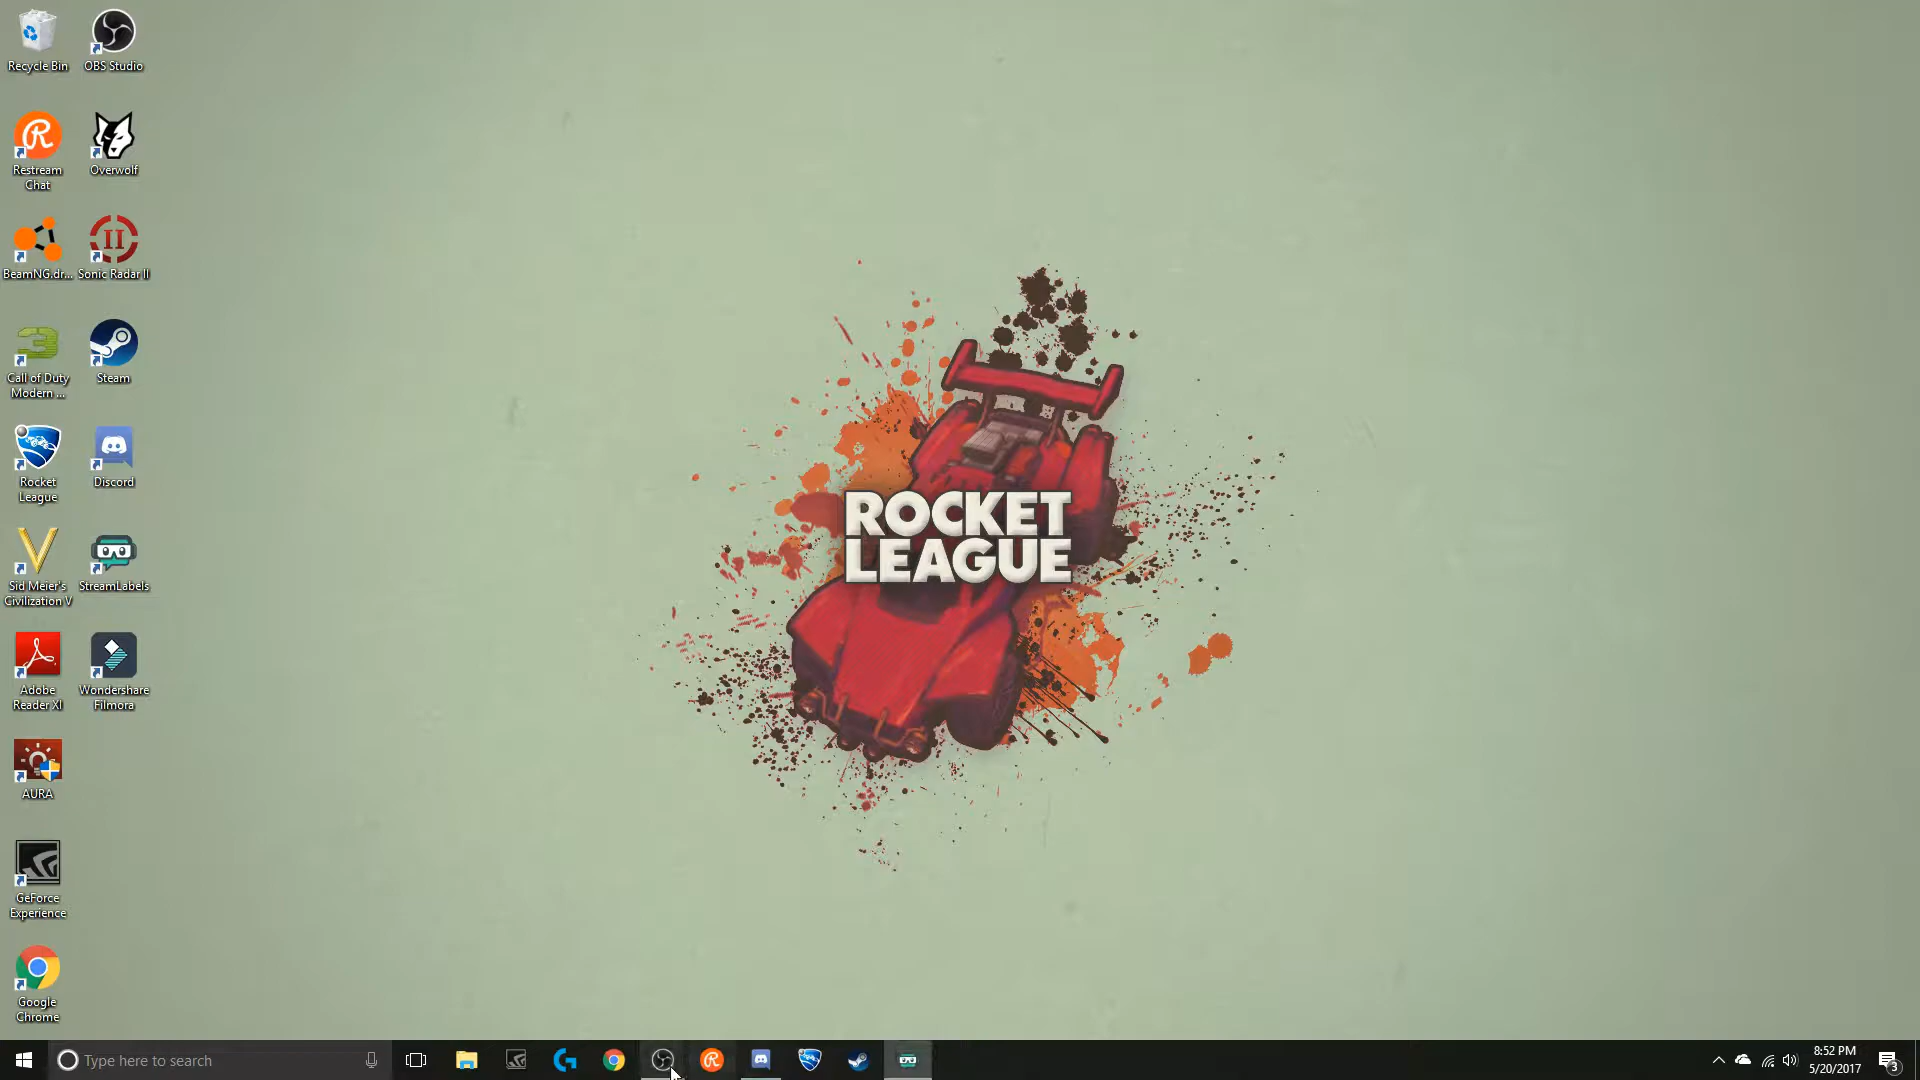 Recycle Bin
OBS Studio
Restream
Chat
Overwolf
BeamNG.dr...
Sonic Radar II
Call of Duty
Modern ...
Steam
Rocket
League
Discord
Sid Meier's
Civilization V
StreamLabels
Adobe
Reader XI
Wondershare
Filmora
AURA
GeForce
Experience
Google
Chrome
ROCKET
LEAGUE
Type here to search
8:52 PM
5/20/2017
3